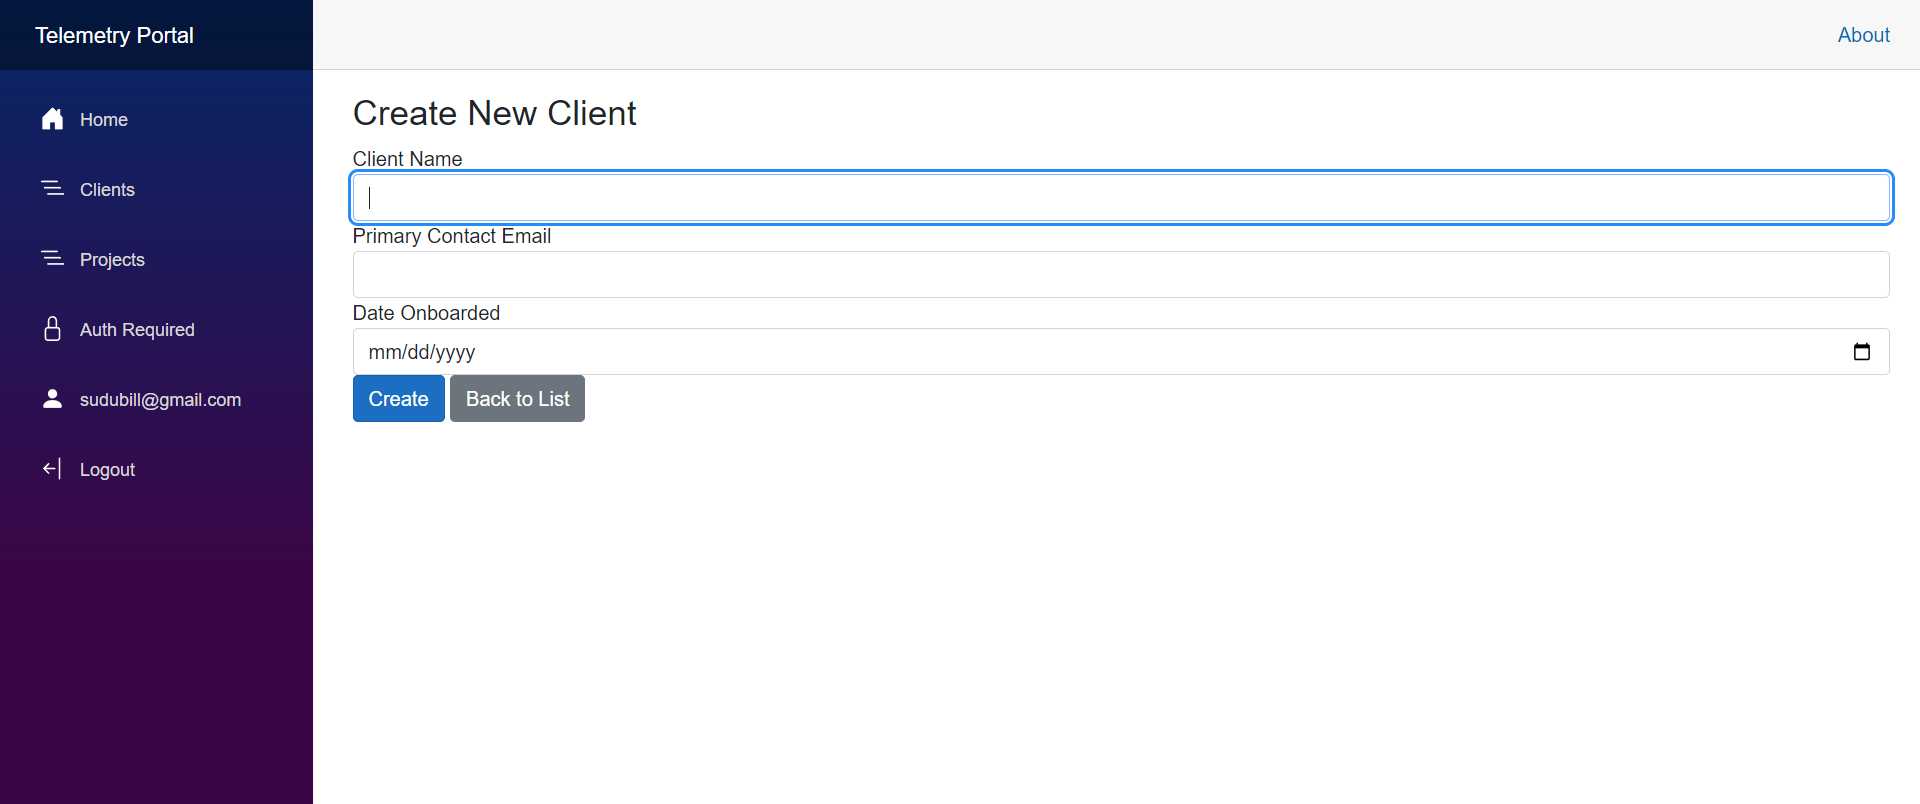 Telemetry Portal
About
Home
Clients
Projects
Auth Required
sudubill@gmail.com
Logout
Create New Client
Client Name
Primary Contact Email
Date Onboarded
mm/dd/yyyy
Create
Back to List